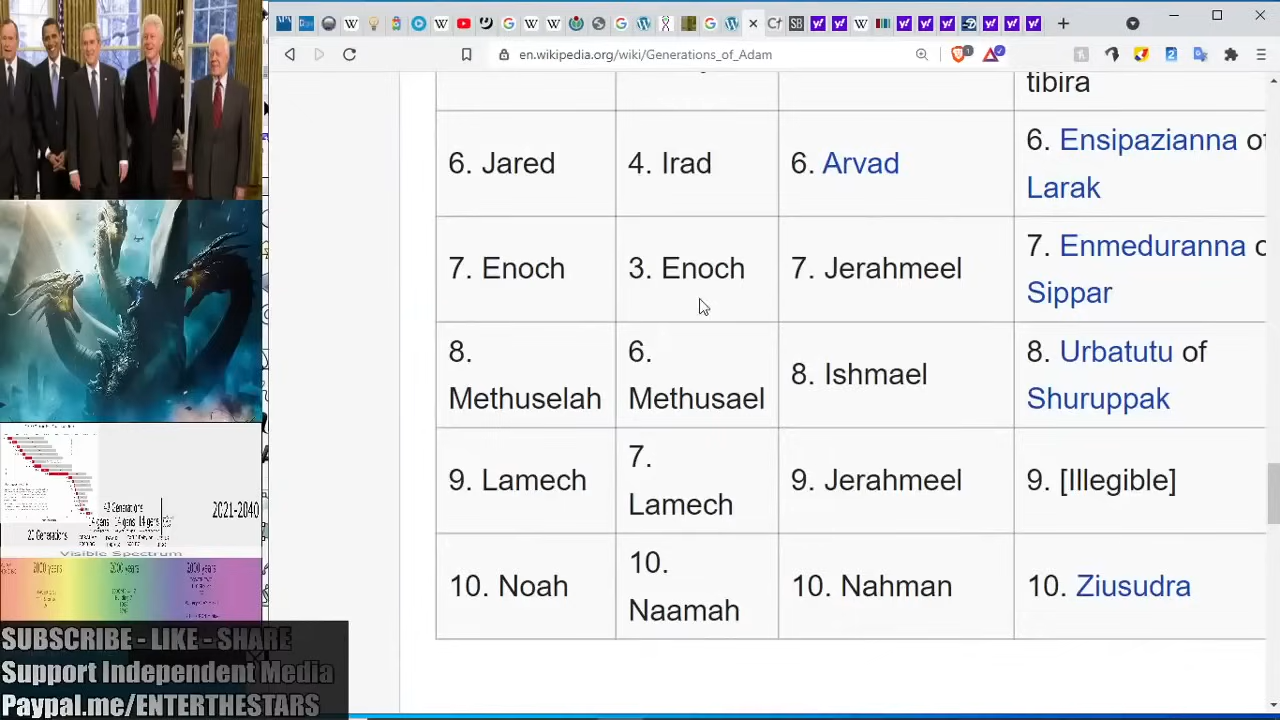 en.wikipedia.org/wiki/Generations_of_Adam
tibira
6. Jared
4. Irad
6. Arvad
6. Ensipazianna of
Larak
7. Enoch
3. Enoch
7. Jerahmeel
7. Enmeduranna o
Sippar
8.
Methuselah
6.
Methusael
8. Ishmael
8. Urbatutu of
Shuruppak
9. Lamech
7.
Lamech
9. Jerahmeel
9. [Illegible]
10. Noah
10.
Naamah
10. Nahman
10. Ziusudra
2021-2040
Visible Spectrum
SUBSCRIBE - LIKE - SHARE
Support Independent Media
Paypal.me/ENTERTHESTARS